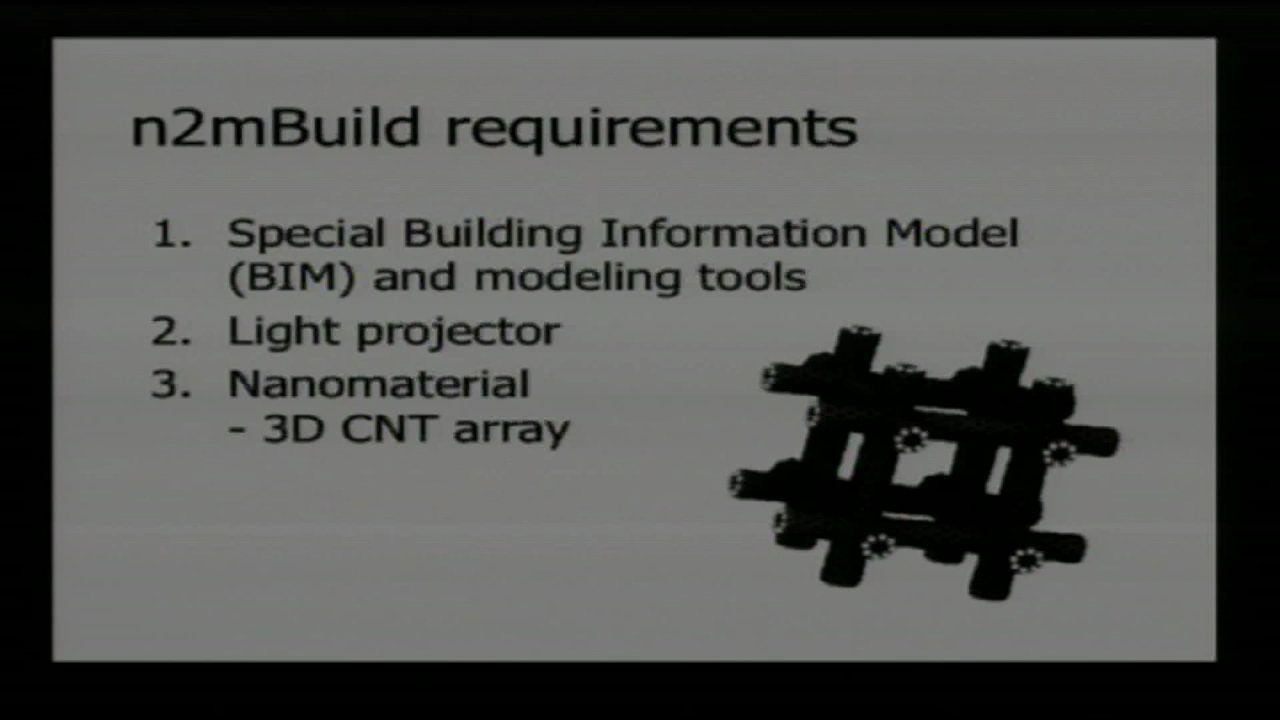 n2mBuild requirements
1. Special Building Information Model
(BIM) and modeling tools
2. Light projector
3. Nanomaterial
- 3D CNT array